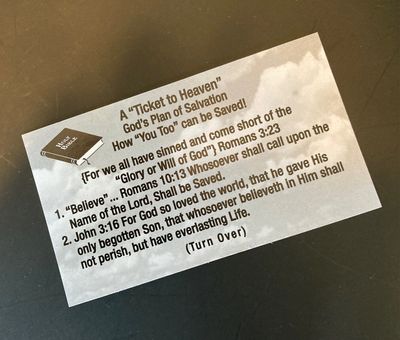 HOLY
BIBLE
A "Ticket to Heaven"
God's Plan of Salvation
How "You Too" can be Saved!
{For we all have sinned and come short of the
"Glory or Will of God"} Romans 3:23
1. "Believe"... Romans 10:13 Whosoever shall call upon the
Name of the Lord, Shall be Saved.
2. John 3:16 For God so loved the world, that he gave His
only begotten Son, that whosoever believeth in Him shall
not perish, but have everlasting Life.
(Turn Over)